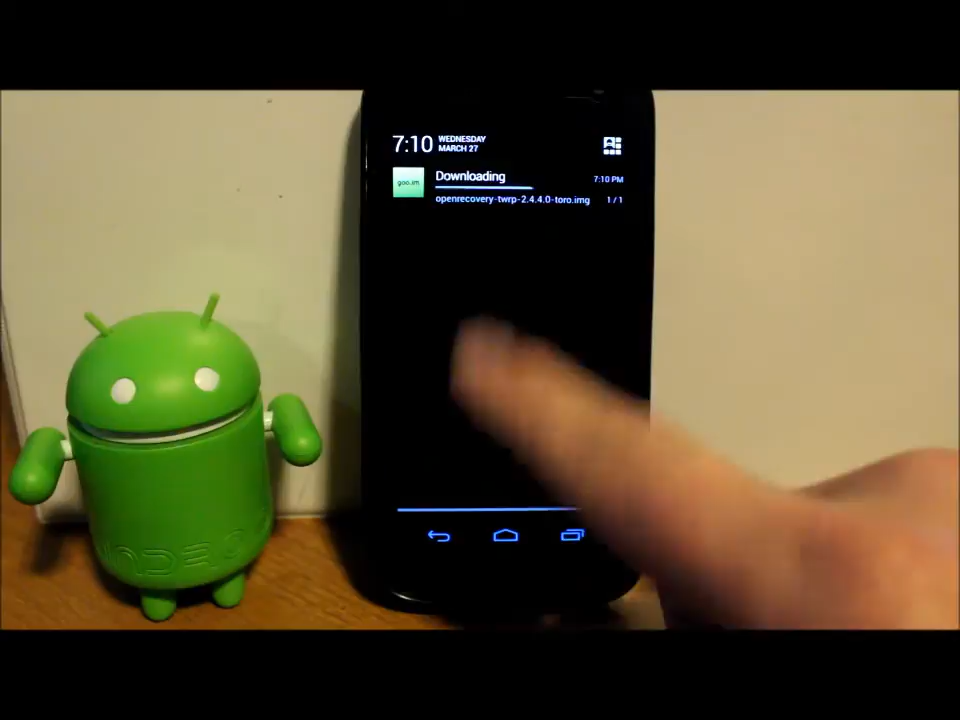 7:10 WEDNESDAY
MARCH 27
goo.im
Downloading 7:10 PM
openrecovery-twrp-2.4.4.0-toro.img 1/1